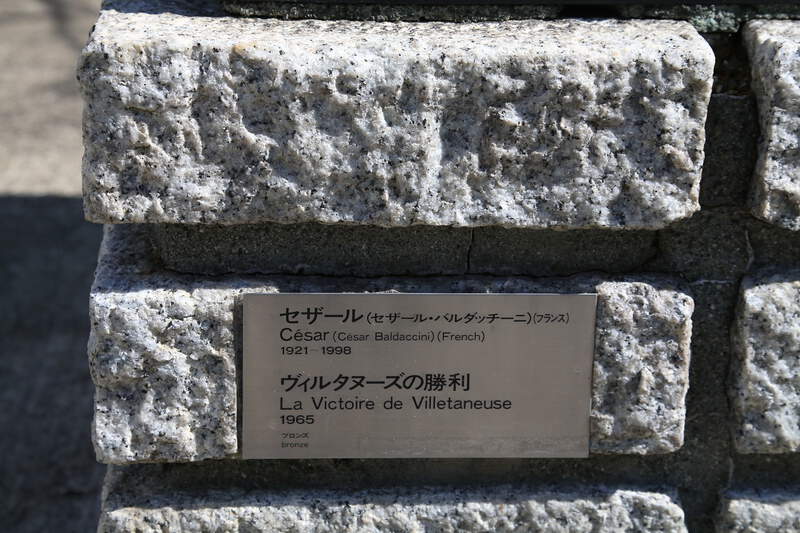 セザール(セザール・バルダッチーニ)(フランス)
César (César Baldaccini) (French)
1921–1998
ヴィルタヌーズの勝利
La Victoire de Villetaneuse
1965
ブロンズ
bronze